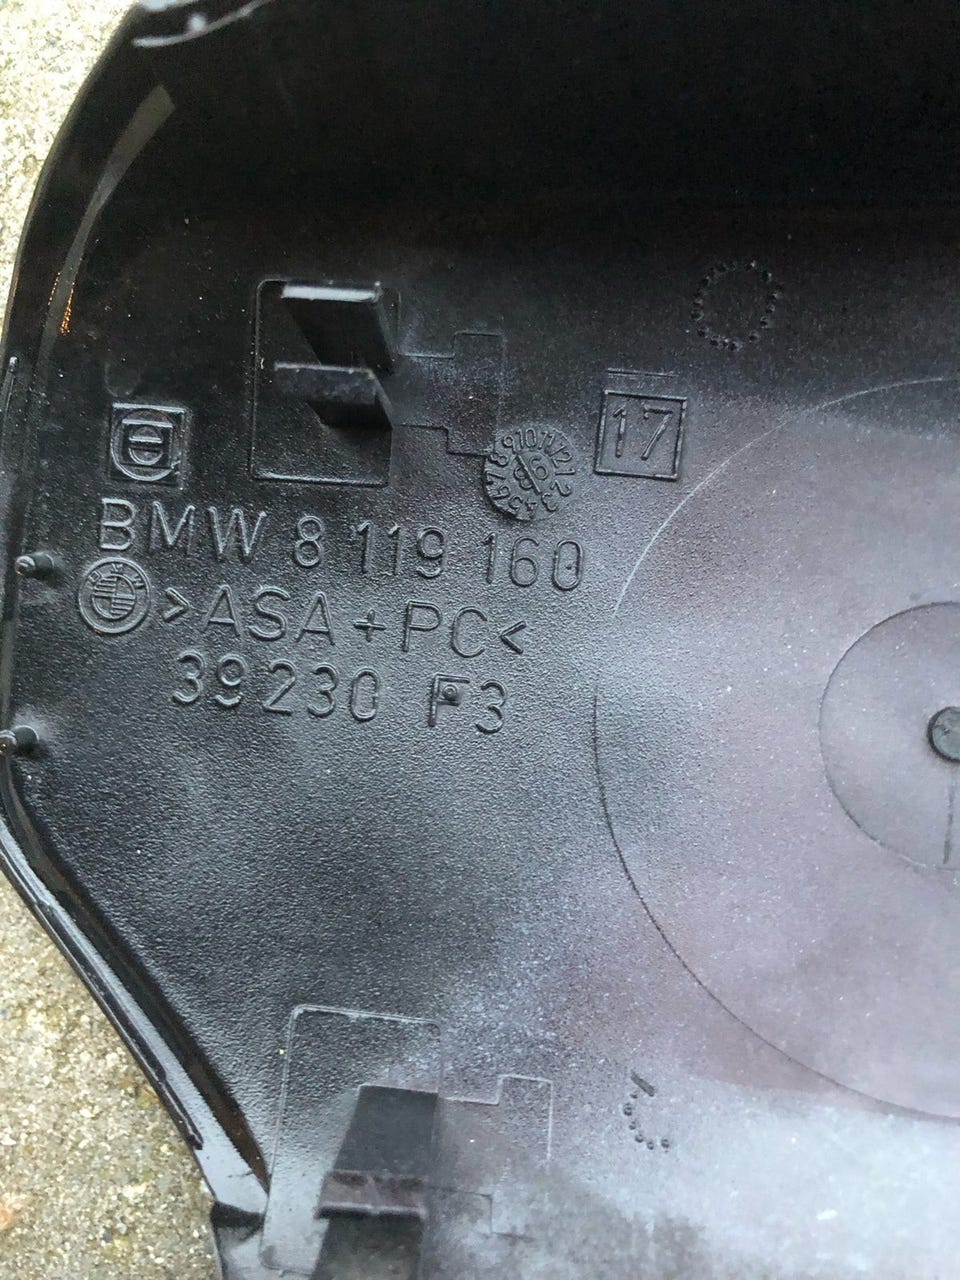 17
e
BMW 8 119 160
>ASA+PC<
39230 F3